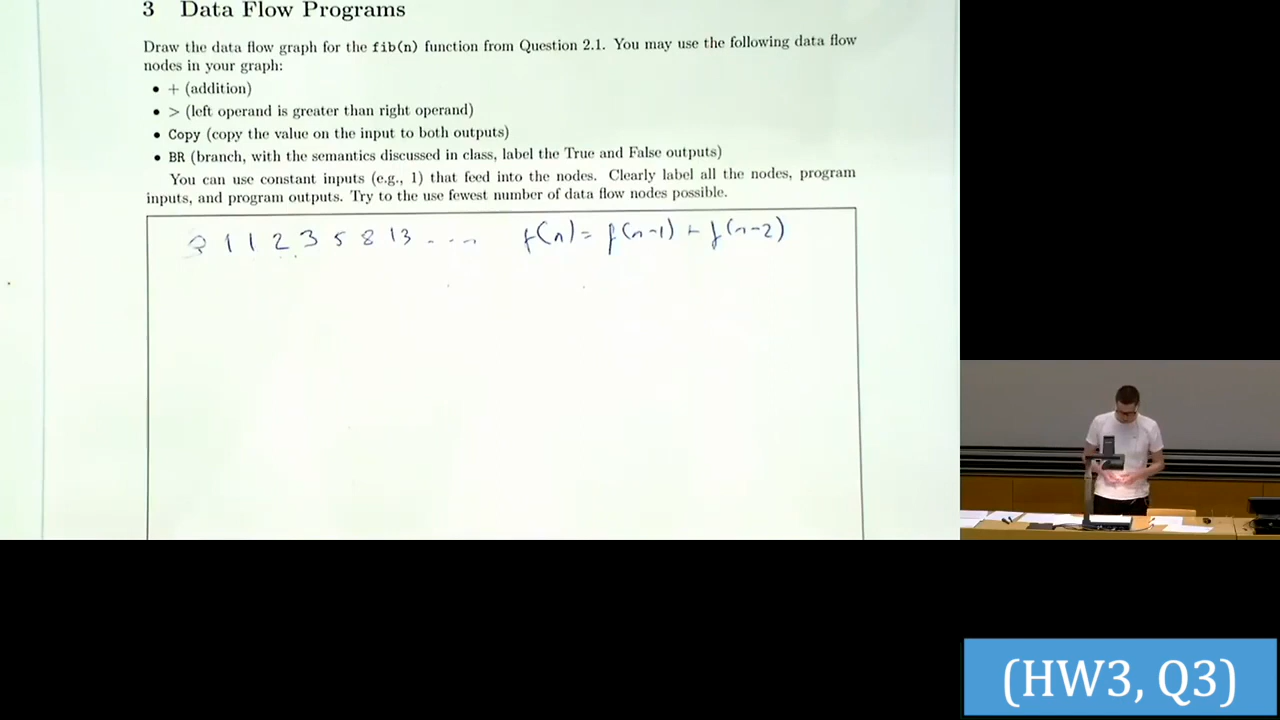 3 Data Flow Programs
Draw the data flow graph for the fib(n) function from Question 2.1. You may use the following data flow
nodes in your graph:
• + (addition)
• > (left operand is greater than right operand)
• Copy (copy the value on the input to both outputs)
• BR (branch, with the semantics discussed in class, label the True and False outputs)
You can use constant inputs (e.g., 1) that feed into the nodes. Clearly label all the nodes, program
inputs, and program outputs. Try to the use fewest number of data flow nodes possible.
1 1 2 3 5 8 13 ... f(n) = f(n-1) + f(n-2)
(HW3, Q3)